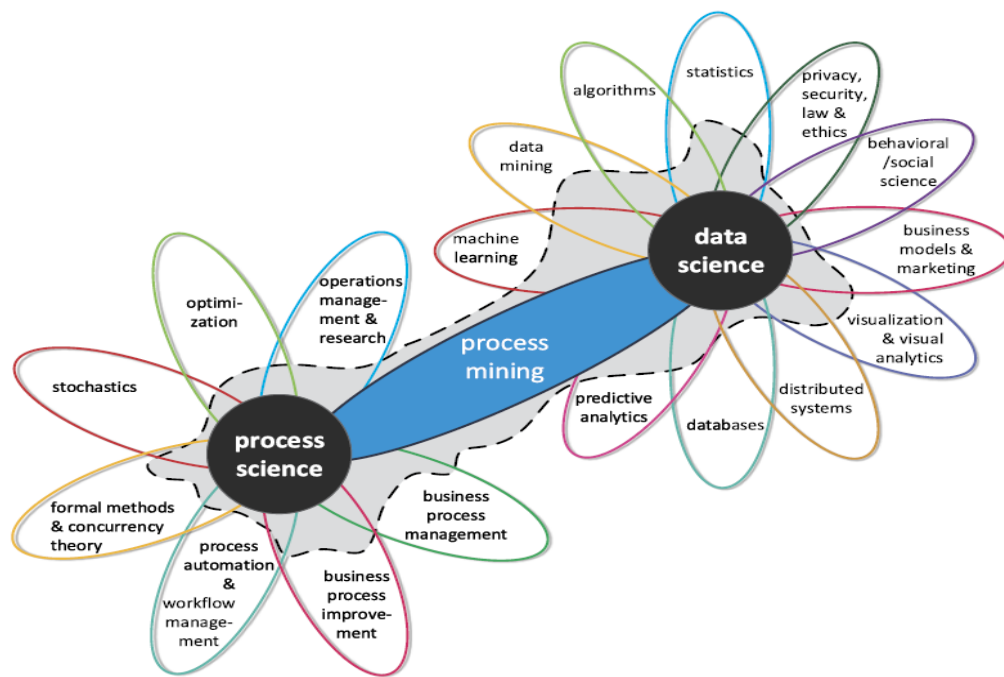 statistics
algorithms
privacy,
security,
law &
ethics
data
mining
behavioral
/social
science
machine
learning
data
science
business
models &
marketing
visualization
& visual
analytics
distributed
systems
databases
predictive
analytics
process
mining
operations
manage-
ment &
research
optimi-
zation
stochastics
process
science
formal methods
& concurrency
theory
process
automation
&
workflow
manage-
ment
business
process
improve-
ment
business
process
management